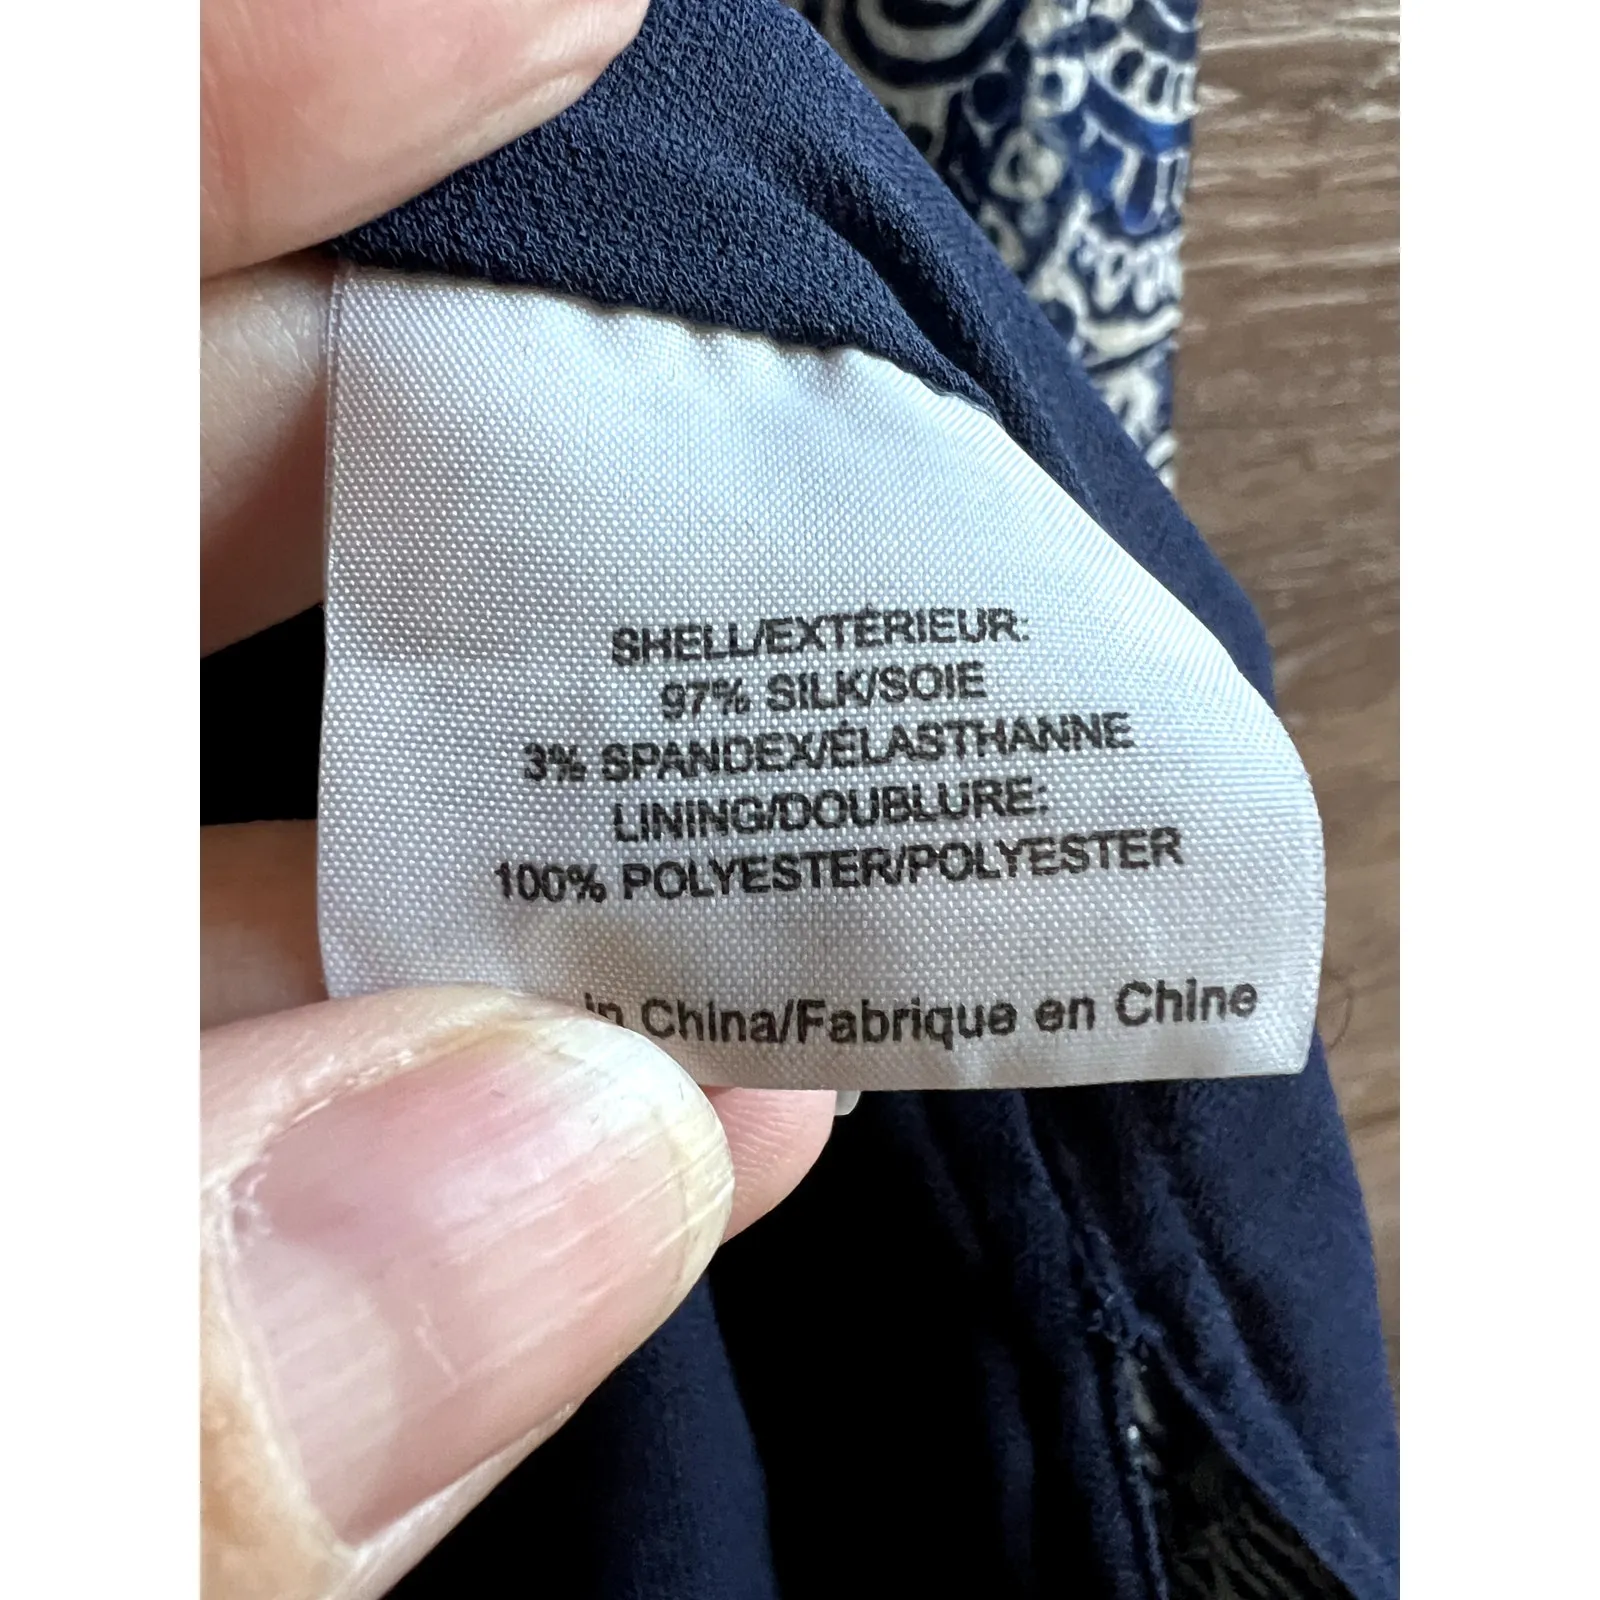 SHELL/EXTÉRIEUR:
97% SILK/SOIE
3% SPANDEX/ÉLASTHANNE
LINING/DOUBLURE:
100% POLYESTER/POLYESTER
in China/Fabrique en Chine